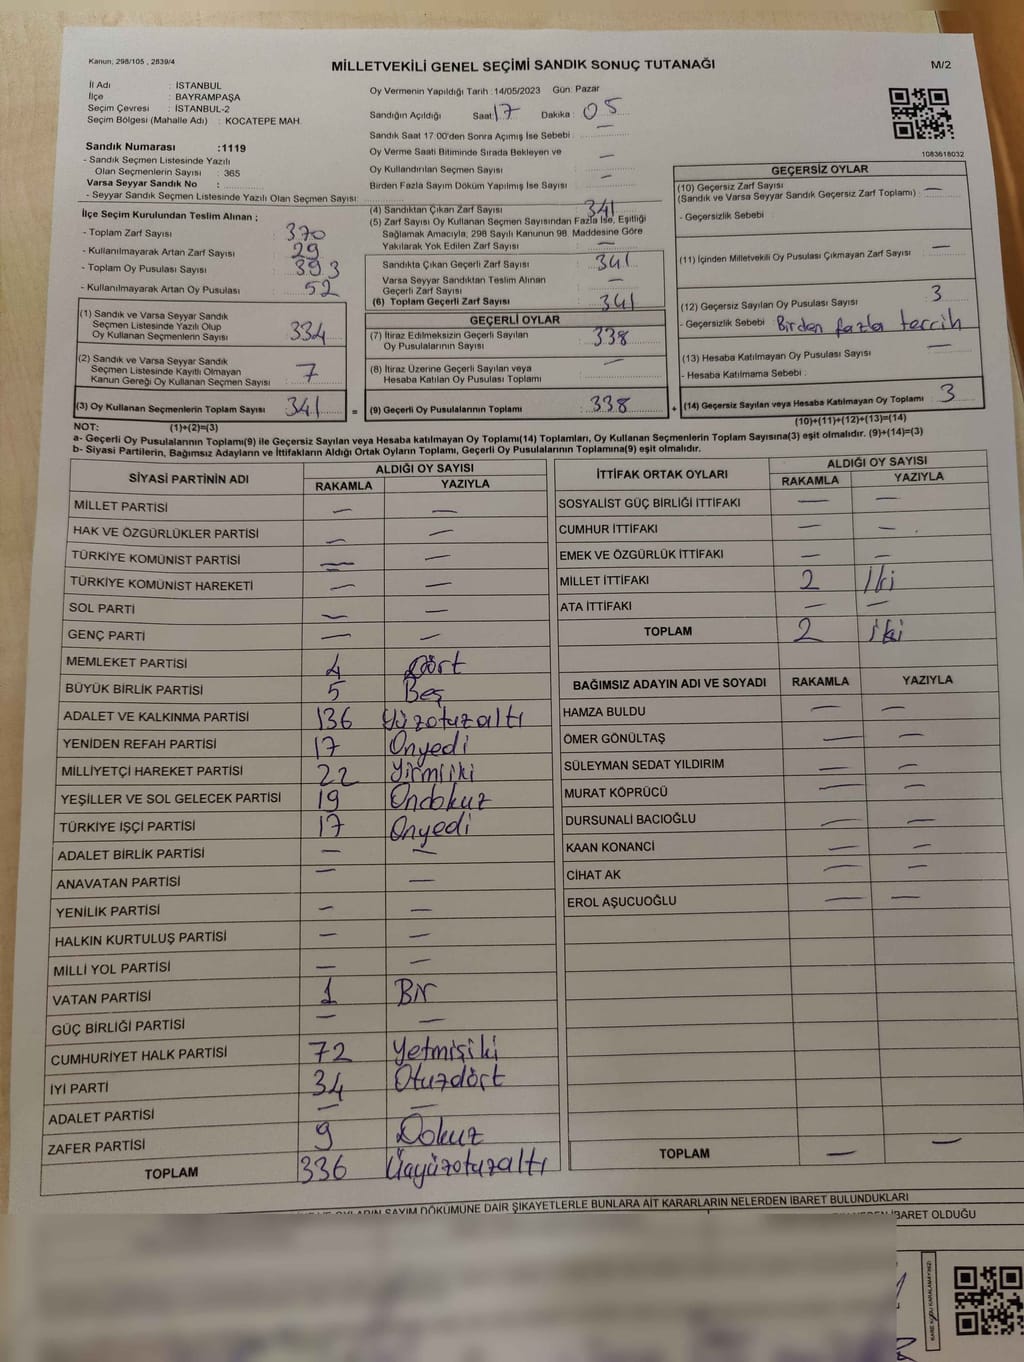 Kanun, 298/105 , 2839/4
MİLLETVEKİLİ GENEL SEÇİMİ SANDIK SONUÇ TUTANAĞI
M/2
İl Adı : İSTANBUL
İlçe : BAYRAMPAŞA
Seçim Çevresi : İSTANBUL-2
Seçim Bölgesi (Mahalle Adı) : KOCATEPE MAH.
Sandık Numarası :1119
- Sandık Seçmen Listesinde Yazılı
Olan Seçmenlerin Sayısı : 365
Varsa Seyyar Sandık No :
- Seyyar Sandık Seçmen Listesinde Yazılı Olan Seçmen Sayısı :
Oy Vermenin Yapıldığı Tarih : 14/05/2023 Gün: Pazar
Sandığın Açıldığı Saat: 17 Dakika : 05
Sandık Saat 17.00'den Sonra Açımış İse Sebebi : —
Oy Verme Saati Bitiminde Sırada Bekleyen ve
Oy Kullandırılan Seçmen Sayısı : —
Birden Fazla Sayım Döküm Yapılmış İse Sayısı : —
1083618032
İlçe Seçim Kurulundan Teslim Alınan ;
- Toplam Zarf Sayısı : 370
- Kullanılmayarak Artan Zarf Sayısı : 29
- Toplam Oy Pusulası Sayısı : 393
- Kullanılmayarak Artan Oy Pusulası : 52
(1) Sandık ve Varsa Seyyar Sandık
Seçmen Listesinde Yazılı Olup
Oy Kullanan Seçmenlerin Sayısı : 334
(2) Sandık ve Varsa Seyyar Sandık
Seçmen Listesinde Kayıtlı Olmayan
Kanun Gereği Oy Kullanan Seçmen Sayısı : 7
(3) Oy Kullanan Seçmenlerin Toplam Sayısı : 341 =
(4) Sandıktan Çıkan Zarf Sayısı : 341
(5) Zarf Sayısı Oy Kullanan Seçmen Sayısından Fazla İse, Eşitliği
Sağlamak Amacıyla, 298 Sayılı Kanunun 98. Maddesine Göre
Yakılarak Yok Edilen Zarf Sayısı : —
Sandıkta Çıkan Geçerli Zarf Sayısı : 341
Varsa Seyyar Sandıktan Teslim Alınan
Geçerli Zarf Sayısı : —
(6) Toplam Geçerli Zarf Sayısı : 341
GEÇERLİ OYLAR
(7) İtiraz Edilmeksizin Geçerli Sayılan
Oy Pusulalarının Sayısı : 338
(8) İtiraz Üzerine Geçerli Sayılan veya
Hesaba Katılan Oy Pusulası Toplamı : —
(9) Geçerli Oy Pusulalarının Toplamı : 338 +
GEÇERSİZ OYLAR
(10) Geçersiz Zarf Sayısı : —
(Sandık ve Varsa Seyyar Sandık Geçersiz Zarf Toplamı)
- Geçersizlik Sebebi :
(11) İçinden Milletvekili Oy Pusulası Çıkmayan Zarf Sayısı : —
(12) Geçersiz Sayılan Oy Pusulası Sayısı : 3
- Geçersizlik Sebebi : Birden fazla tercih
(13) Hesaba Katılmayan Oy Pusulası Sayısı : —
- Hesaba Katılmama Sebebi :
(14) Geçersiz Sayılan veya Hesaba Katılmayan Oy Toplamı : 3
NOT: (1)+(2)=(3) (10)+(11)+(12)+(13)=(14)
a- Geçerli Oy Pusulalarının Toplamı(9) ile Geçersiz Sayılan veya Hesaba katılmayan Oy Toplamı(14) Toplamları, Oy Kullanan Seçmenlerin Toplam Sayısına(3) eşit olmalıdır. (9)+(14)=(3)
b- Siyasi Partilerin, Bağımsız Adayların ve İttifakların Aldığı Ortak Oyların Toplamı, Geçerli Oy Pusulalarının Toplamına(9) eşit olmalıdır.
SİYASİ PARTİNİN ADI ALDIĞI OY SAYISI
RAKAMLA YAZIYLA
MİLLET PARTİSİ — —
HAK VE ÖZGÜRLÜKLER PARTİSİ — —
TÜRKİYE KOMÜNİST PARTİSİ — —
TÜRKİYE KOMÜNİST HAREKETİ — —
SOL PARTİ — —
GENÇ PARTİ — —
MEMLEKET PARTİSİ 4 Dört
BÜYÜK BİRLİK PARTİSİ 5 Beş
ADALET VE KALKINMA PARTİSİ 136 Yüzotuzaltı
YENİDEN REFAH PARTİSİ 17 Onyedi
MİLLİYETÇİ HAREKET PARTİSİ 22 Yirmiiki
YEŞİLLER VE SOL GELECEK PARTİSİ 19 Ondokuz
TÜRKİYE İŞÇİ PARTİSİ 17 Onyedi
ADALET BİRLİK PARTİSİ — —
ANAVATAN PARTİSİ — —
YENİLİK PARTİSİ — —
HALKIN KURTULUŞ PARTİSİ — —
MİLLİ YOL PARTİSİ — —
VATAN PARTİSİ 1 Bir
GÜÇ BİRLİĞİ PARTİSİ — —
CUMHURİYET HALK PARTİSİ 72 Yetmişiki
İYİ PARTİ 34 Otuzdört
ADALET PARTİSİ — —
ZAFER PARTİSİ 9 Dokuz
TOPLAM 336 Üçyüzotuzaltı
İTTİFAK ORTAK OYLARI ALDIĞI OY SAYISI
RAKAMLA YAZIYLA
SOSYALİST GÜÇ BİRLİĞİ İTTİFAKI — —
CUMHUR İTTİFAKI — —
EMEK VE ÖZGÜRLÜK İTTİFAKI — —
MİLLET İTTİFAKI 2 İki
ATA İTTİFAKI — —
TOPLAM 2 iki
BAĞIMSIZ ADAYIN ADI VE SOYADI RAKAMLA YAZIYLA
HAMZA BULDU — —
ÖMER GÖNÜLTAŞ — —
SÜLEYMAN SEDAT YILDIRIM — —
MURAT KÖPRÜCÜ — —
DURSUNALİ BACIOĞLU — —
KAAN KONANCİ — —
CİHAT AK — —
EROL AŞUCUOĞLU — —
TOPLAM — —
OYLARIN SAYIM DÖKÜMÜNE DAİR ŞİKAYETLERLE BUNLARA AİT KARARLARIN NELERDEN İBARET BULUNDUKLARI
İBARET OLDUĞU